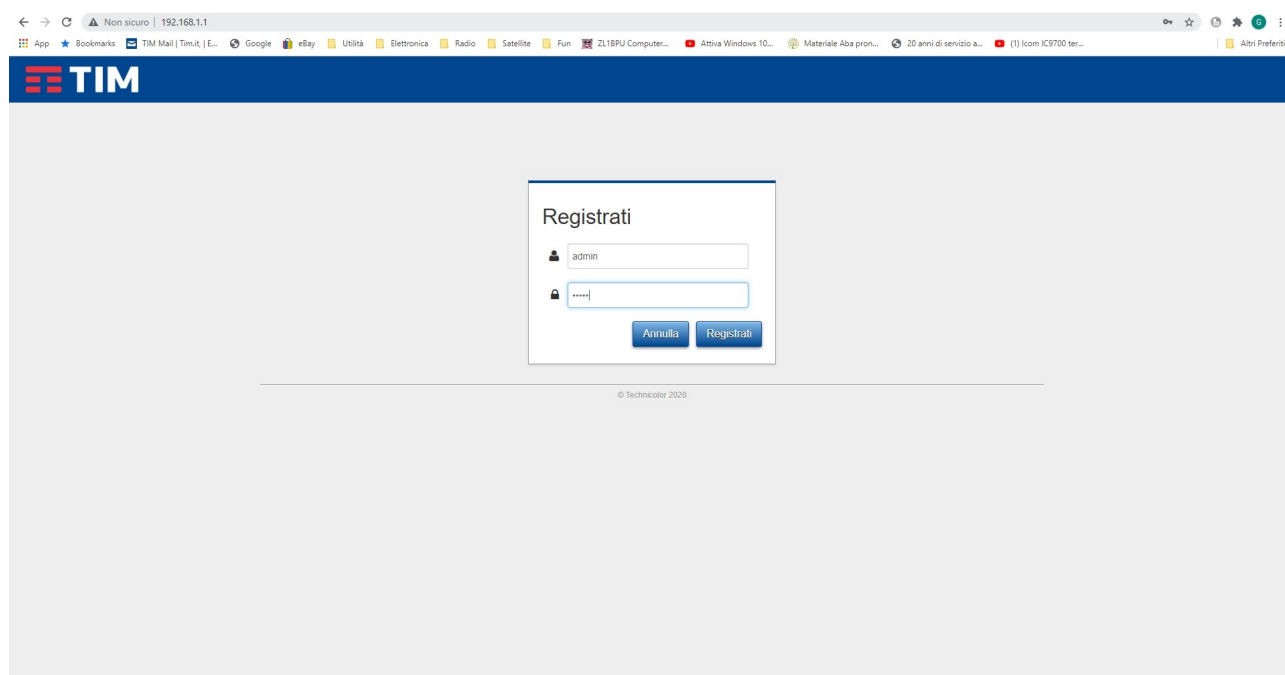 Non sicuro | 192.168.1.1
App Bookmarks TIM Mail | Tim.it, | E... Google eBay Utilità Elettronica Radio Satellite Fun ZL1BPU Computer... Attiva Windows 10... Materiale Aba pron... 20 anni di servizio a... (1) Icom IC9700 ter... Altri Preferiti
TIM
Registrati
admin
•••••
Annulla Registrati
© Technicolor 2020